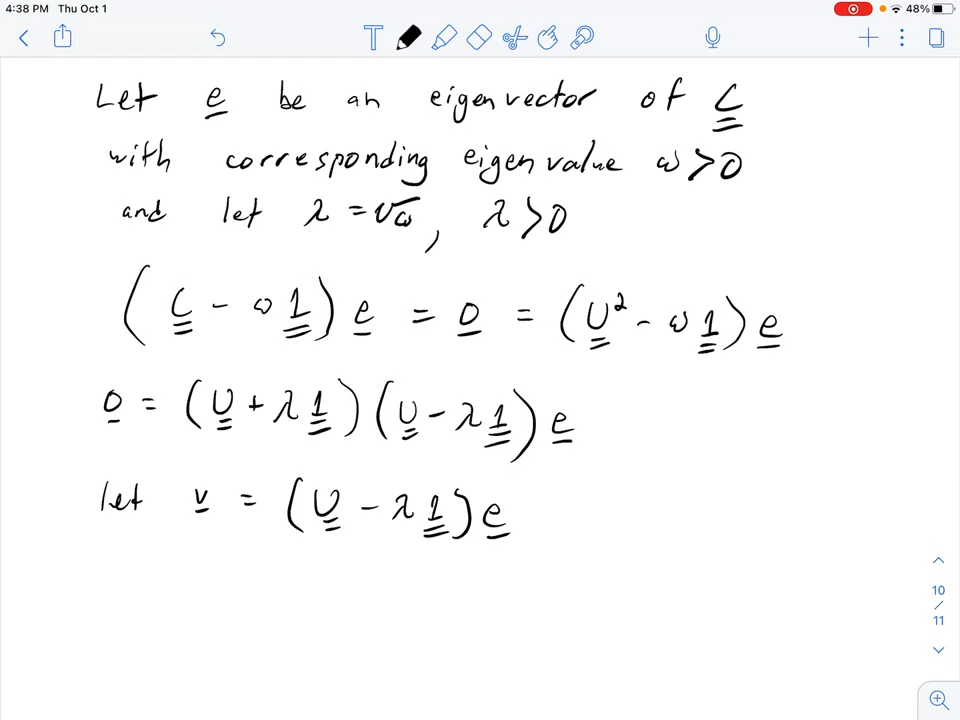 4:38 PM Thu Oct 1
48%
T
Let e̲ be an eigenvector of C̳
with corresponding eigenvalue ω > 0
and let λ = √ω, λ > 0
(C̳ - ω 1̳) e̲ = 0̲ = (U̳² - ω 1̳) e̲
0̲ = (U̳ + λ 1̳)(U̳ - λ 1̳) e̲
let v̲ = (U̳ - λ 1̳) e̲
10
/
11